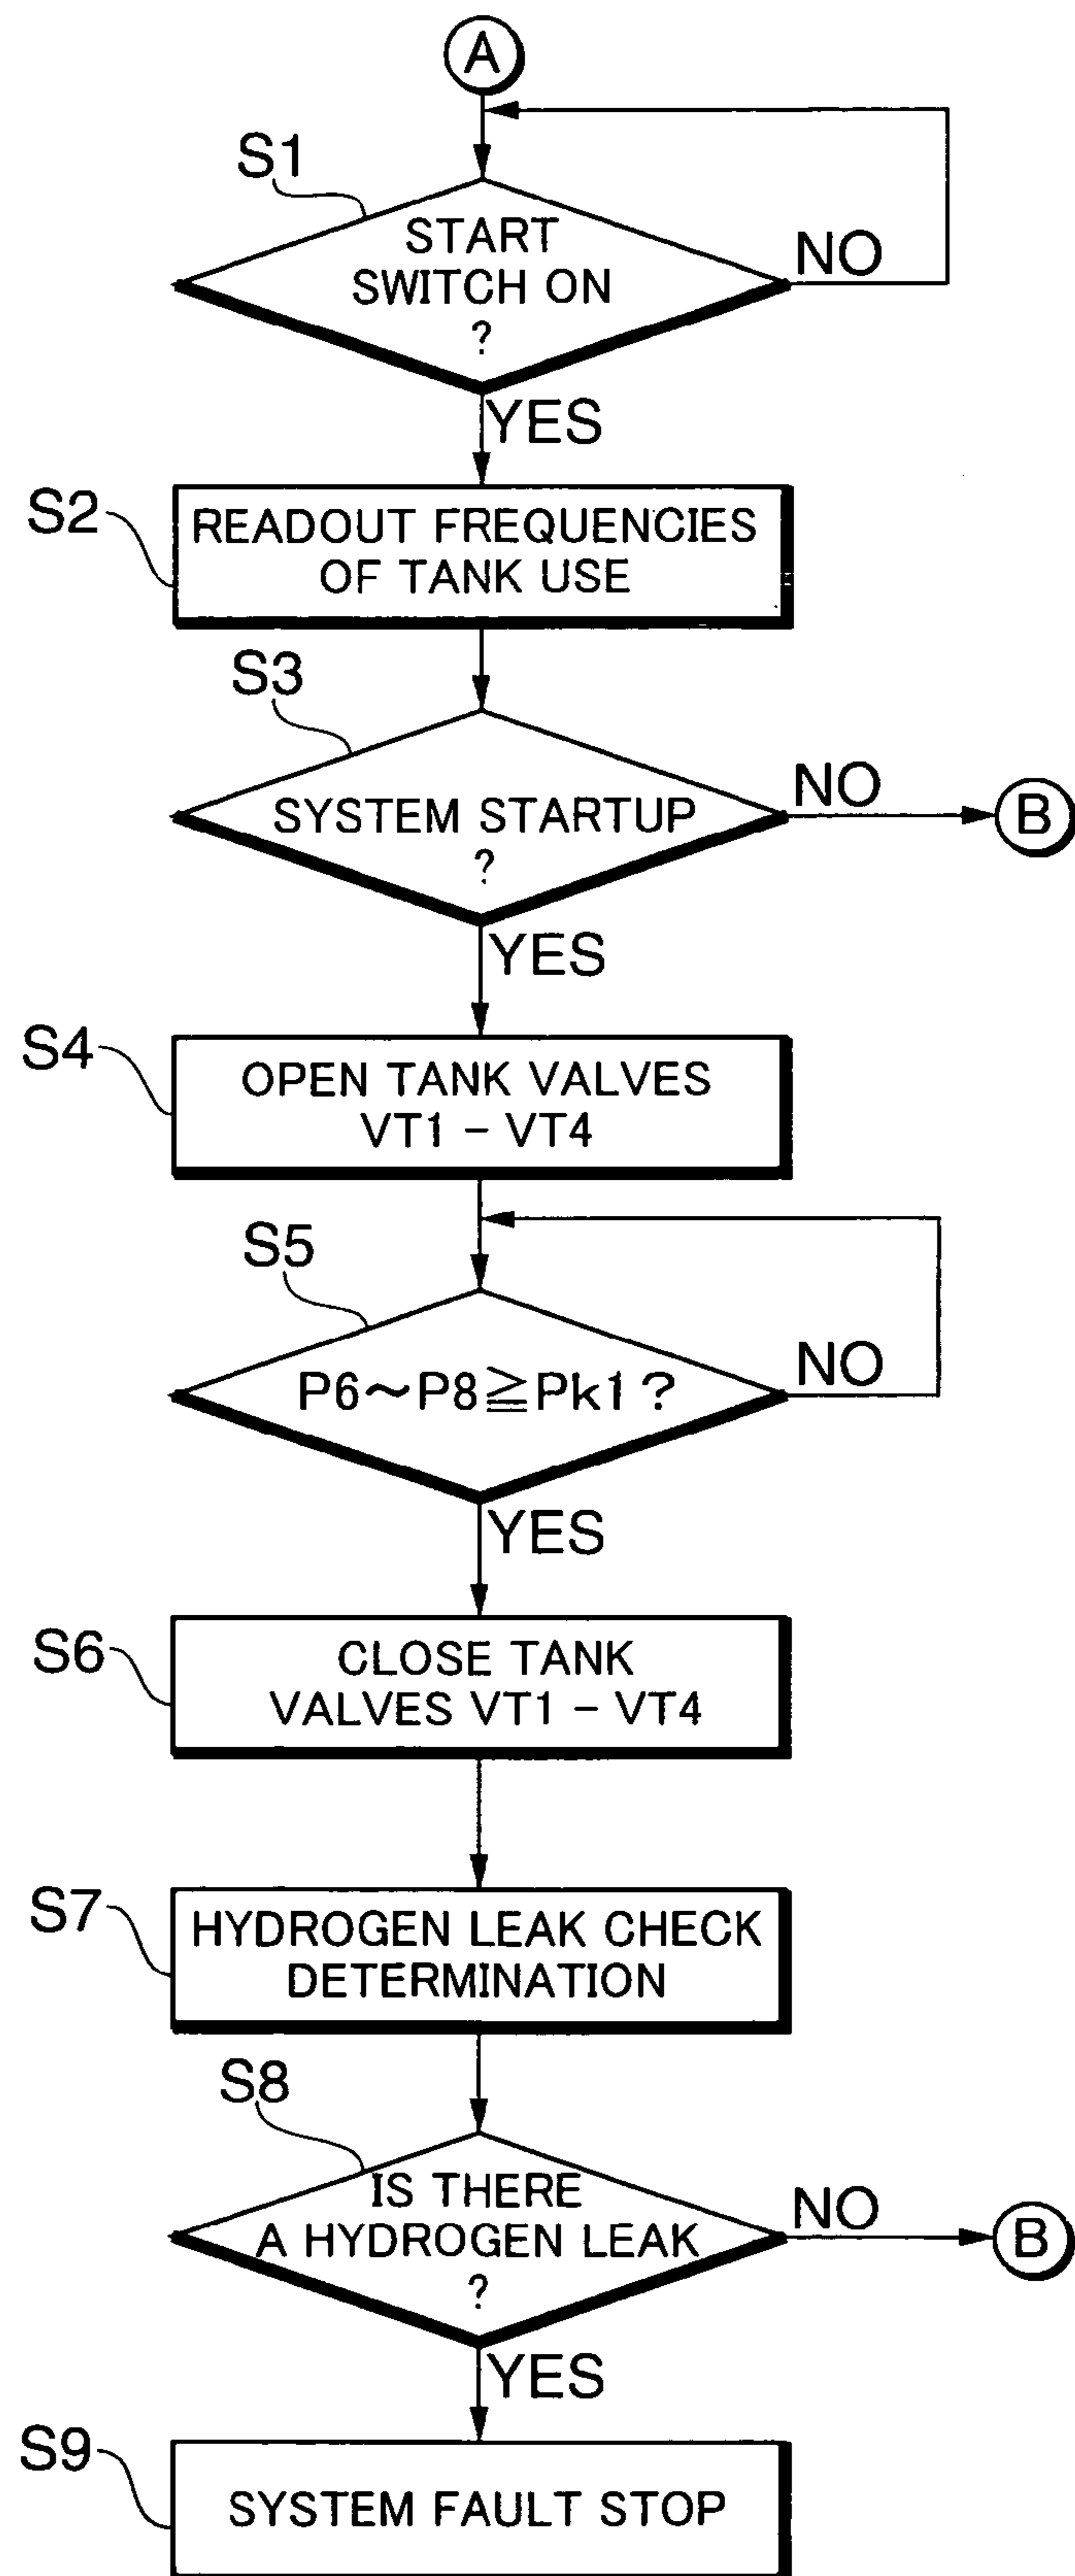 A
S1
START
SWITCH ON
?
NO
YES
S2
READOUT FREQUENCIES
OF TANK USE
S3
SYSTEM STARTUP
?
NO
B
YES
S4
OPEN TANK VALVES
VT1 – VT4
S5
P6~P8≧Pk1 ?
NO
YES
S6
CLOSE TANK
VALVES VT1 – VT4
S7
HYDROGEN LEAK CHECK
DETERMINATION
S8
IS THERE
A HYDROGEN LEAK
?
NO
B
YES
S9
SYSTEM FAULT STOP